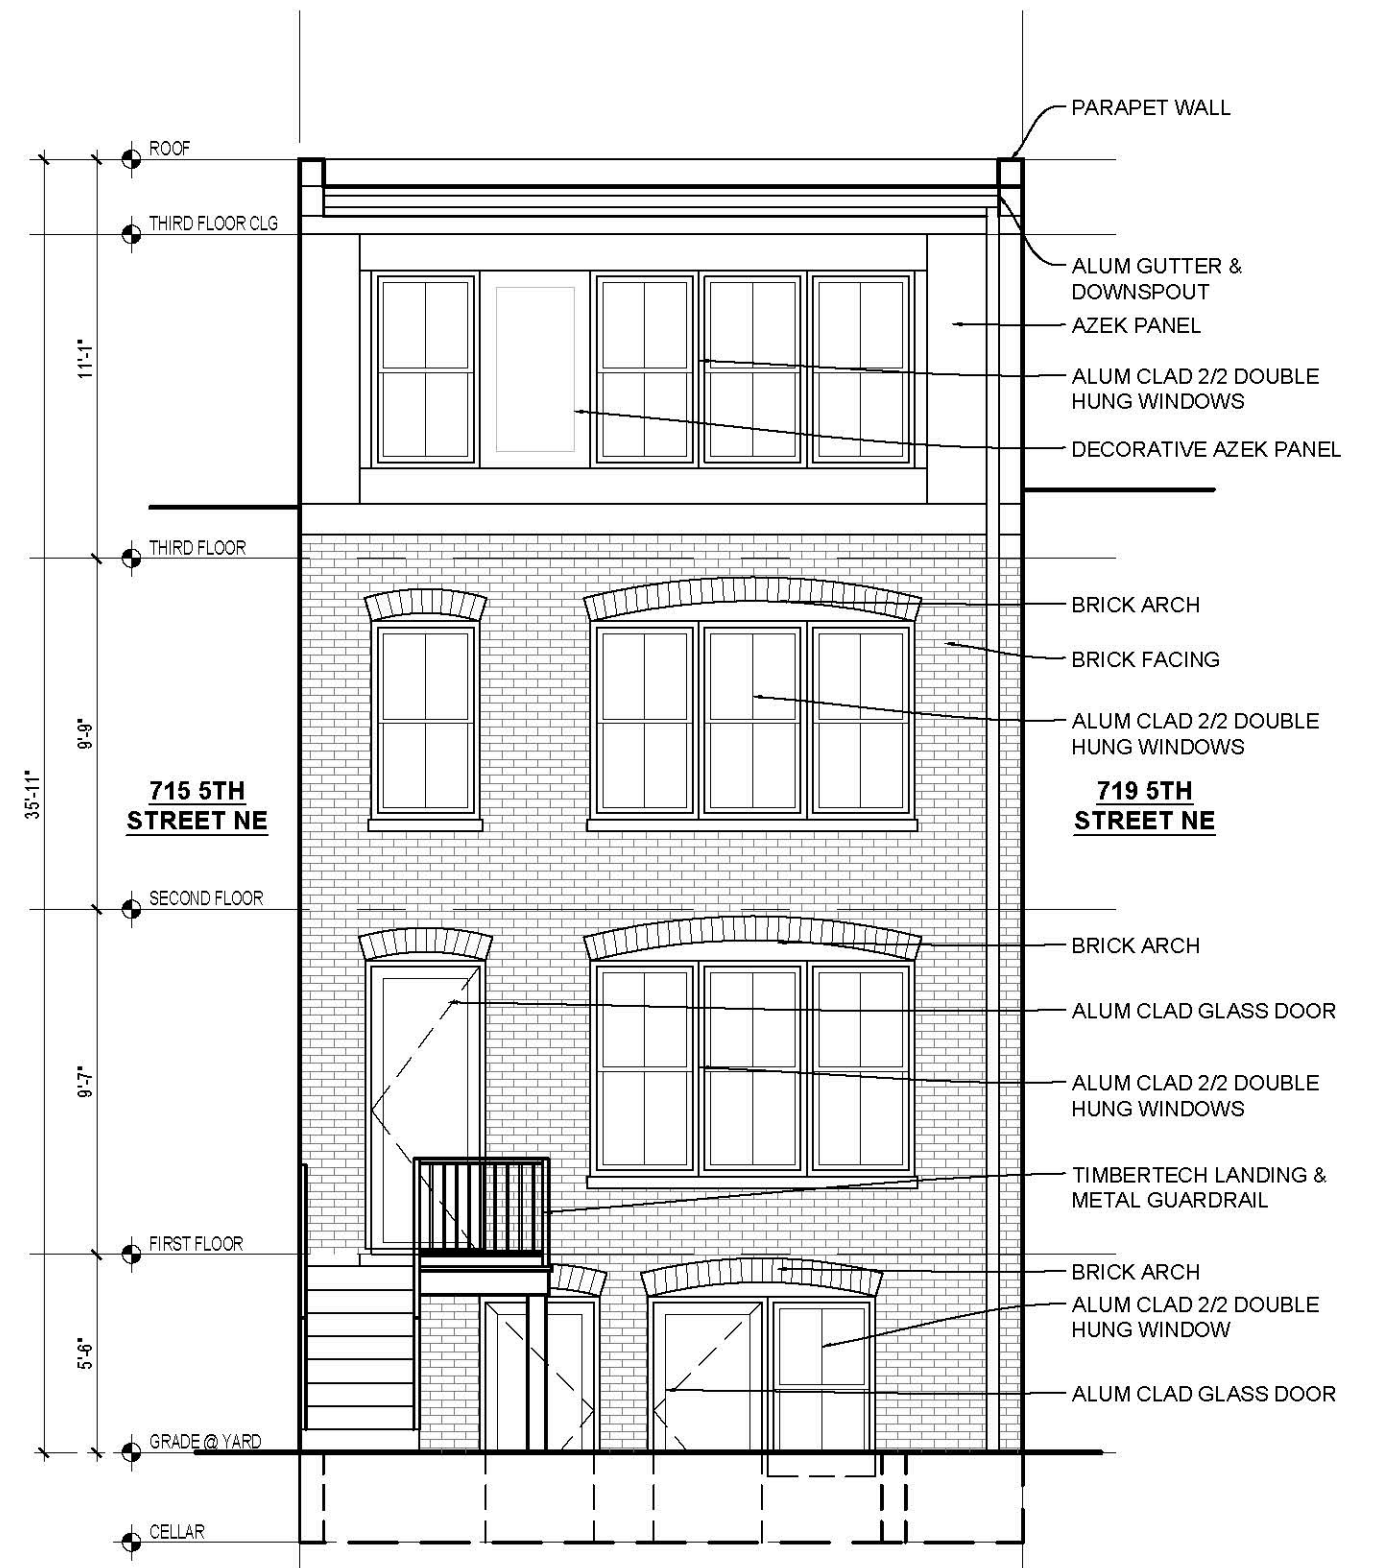 PARAPET WALL
ROOF
THIRD FLOOR CLG
ALUM GUTTER &
DOWNSPOUT
AZEK PANEL
11'-1"
ALUM CLAD 2/2 DOUBLE
HUNG WINDOWS
DECORATIVE AZEK PANEL
THIRD FLOOR
BRICK ARCH
BRICK FACING
9'-9"
ALUM CLAD 2/2 DOUBLE
HUNG WINDOWS
35'-11"
715 5TH
STREET NE
719 5TH
STREET NE
SECOND FLOOR
BRICK ARCH
ALUM CLAD GLASS DOOR
9'-7"
ALUM CLAD 2/2 DOUBLE
HUNG WINDOWS
TIMBERTECH LANDING &
METAL GUARDRAIL
FIRST FLOOR
BRICK ARCH
ALUM CLAD 2/2 DOUBLE
HUNG WINDOW
5'-6"
ALUM CLAD GLASS DOOR
GRADE @ YARD
CELLAR